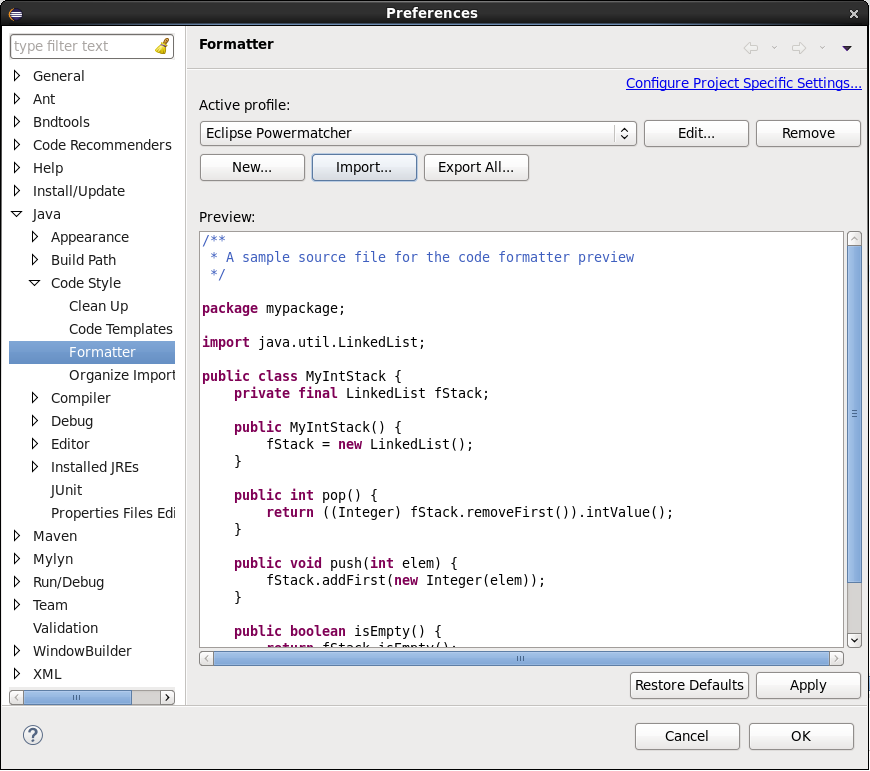 Preferences
type filter text
General
Ant
Bndtools
Code Recommenders
Help
Install/Update
Java
Appearance
Build Path
Code Style
Clean Up
Code Templates
Formatter
Organize Import
Compiler
Debug
Editor
Installed JREs
JUnit
Properties Files Edi
Maven
Mylyn
Run/Debug
Team
Validation
WindowBuilder
XML
Formatter
Configure Project Specific Settings...
Active profile:
Eclipse Powermatcher
Edit...
Remove
New...
Import...
Export All...
Preview:
/**
 * A sample source file for the code formatter preview
 */
package mypackage;
import java.util.LinkedList;
public class MyIntStack {
    private final LinkedList fStack;
    public MyIntStack() {
        fStack = new LinkedList();
    }
    public int pop() {
        return ((Integer) fStack.removeFirst()).intValue();
    }
    public void push(int elem) {
        fStack.addFirst(new Integer(elem));
    }
    public boolean isEmpty() {
        return fStack.isEmpty();
Restore Defaults
Apply
?
Cancel
OK